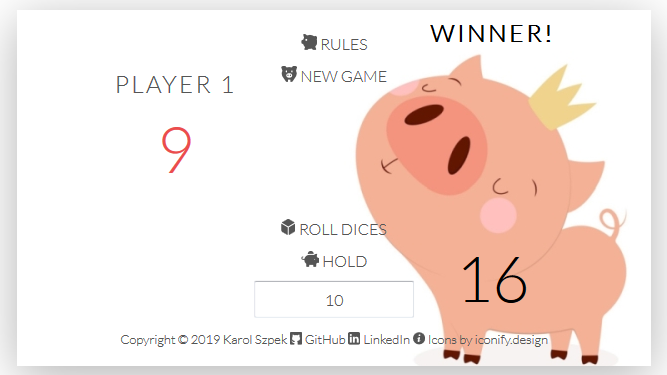 WINNER!
RULES
NEW GAME
PLAYER 1
9
ROLL DICES
HOLD
16
10
Copyright © 2019 Karol Szpek GitHub LinkedIn Icons by iconify.design